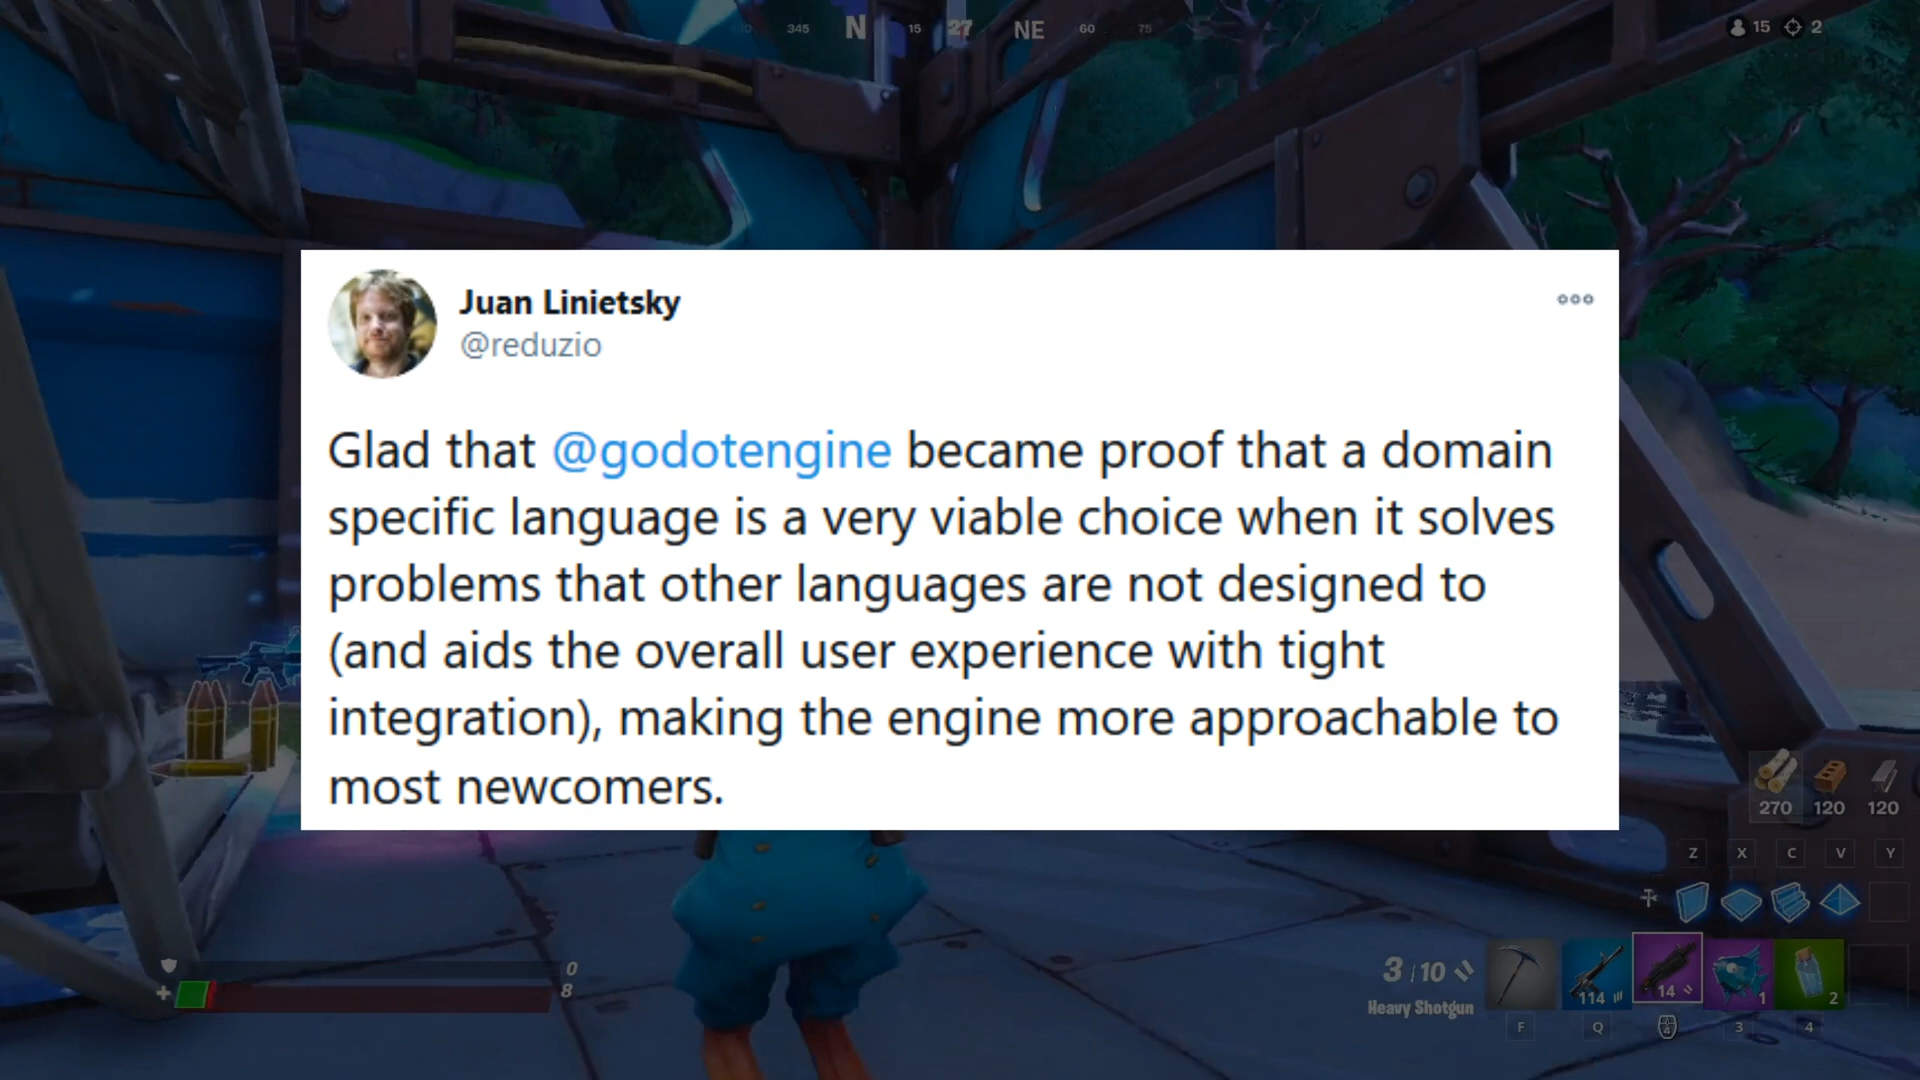 345 N 15 27 NE 60 75
15 2
Juan Linietsky
@reduzio
Glad that @godotengine became proof that a domain
specific language is a very viable choice when it solves
problems that other languages are not designed to
(and aids the overall user experience with tight
integration), making the engine more approachable to
most newcomers.
270 120 120
Z X C V Y
0
8
3 / 10
Heavy Shotgun
114 14 1 2
F Q 4 3 4